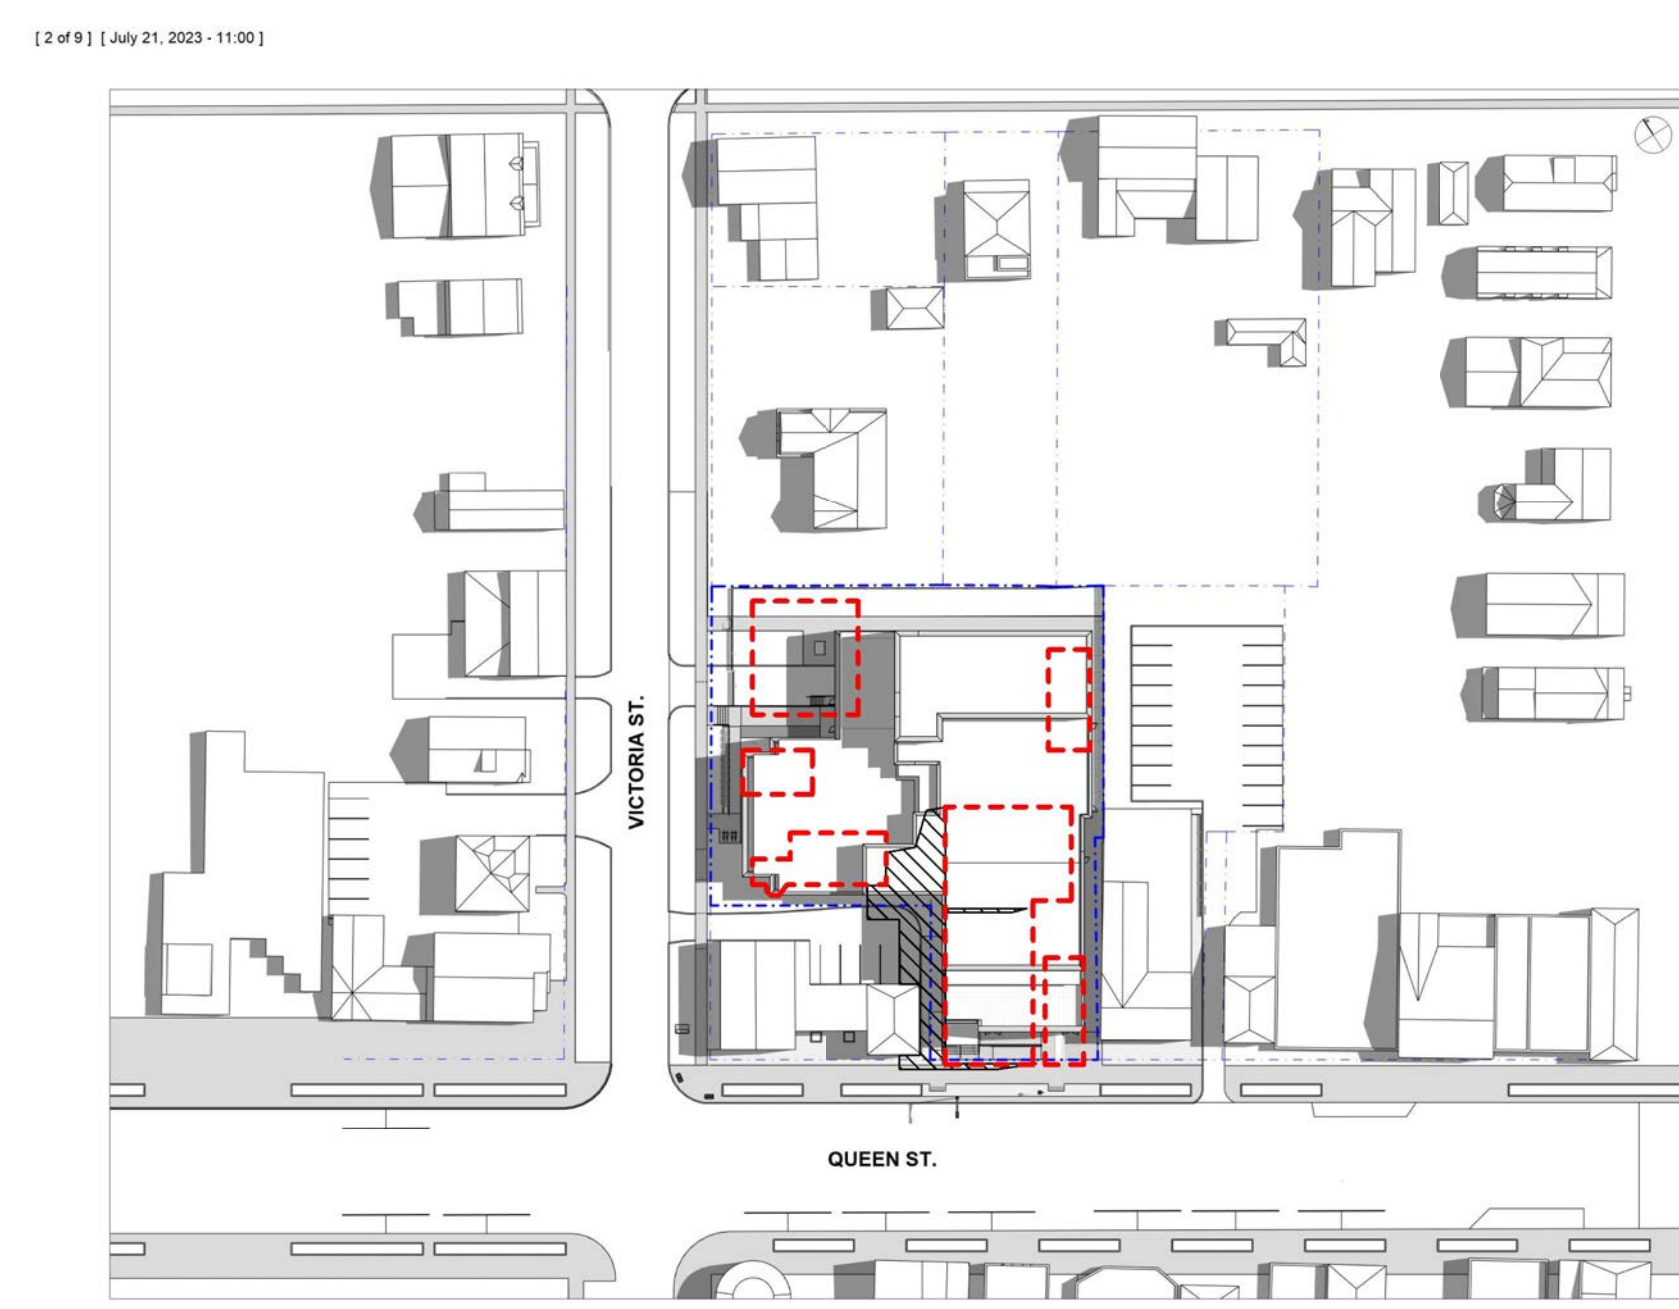 [ 2 of 9 ] [ July 21, 2023 - 11:00 ]
VICTORIA ST.
QUEEN ST.